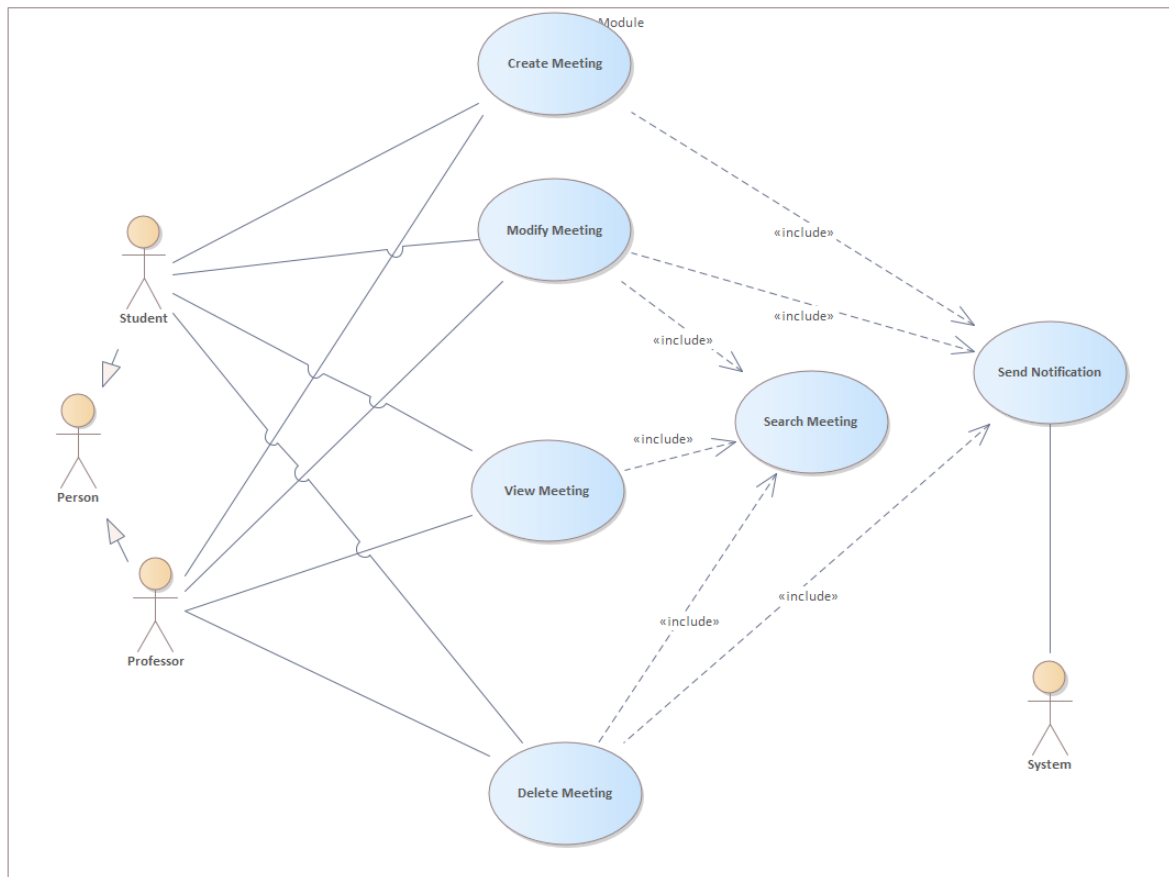 Module
Create Meeting
Modify Meeting
«include»
«include»
«include»
Student
Send Notification
Person
Search Meeting
«include»
View Meeting
«include»
«include»
Professor
System
Delete Meeting